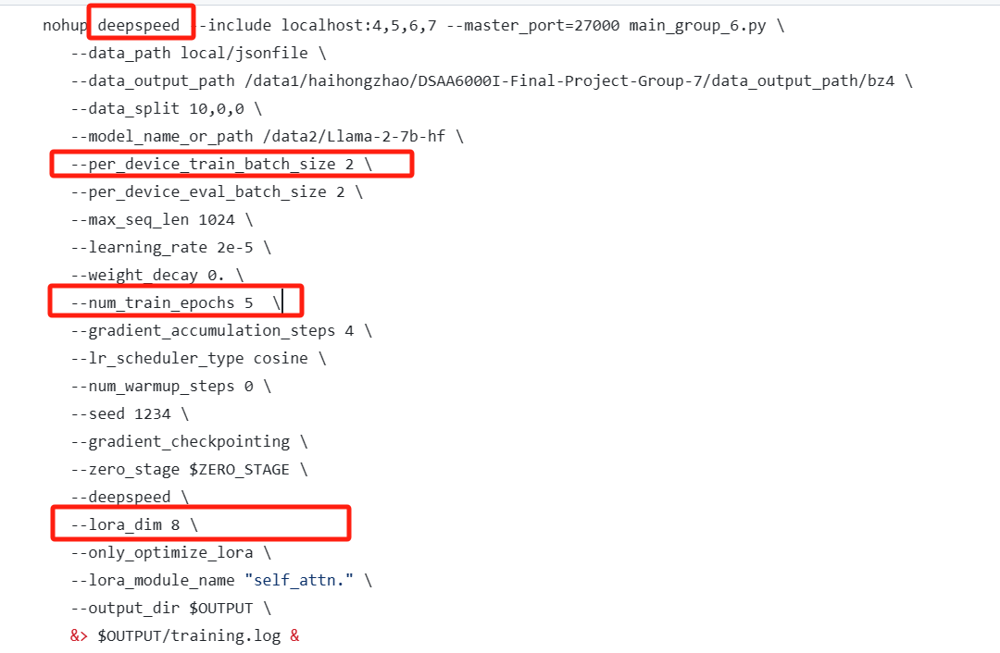 nohup deepspeed --include localhost:4,5,6,7 --master_port=27000 main_group_6.py \
--data_path local/jsonfile \
--data_output_path /data1/haihongzhao/DSAA6000I-Final-Project-Group-7/data_output_path/bz4 \
--data_split 10,0,0 \
--model_name_or_path /data2/Llama-2-7b-hf \
--per_device_train_batch_size 2 \
--per_device_eval_batch_size 2 \
--max_seq_len 1024 \
--learning_rate 2e-5 \
--weight_decay 0. \
--num_train_epochs 5  \
--gradient_accumulation_steps 4 \
--lr_scheduler_type cosine \
--num_warmup_steps 0 \
--seed 1234 \
--gradient_checkpointing \
--zero_stage $ZERO_STAGE \
--deepspeed \
--lora_dim 8 \
--only_optimize_lora \
--lora_module_name "self_attn." \
--output_dir $OUTPUT \
&> $OUTPUT/training.log &